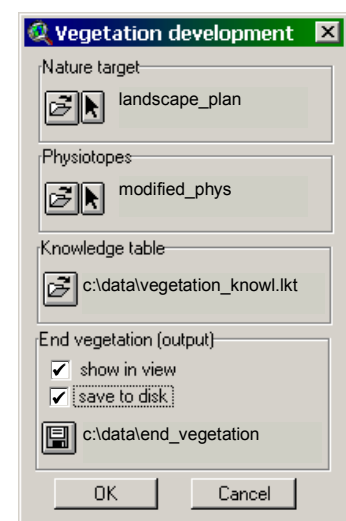 Vegetation development
Nature target
landscape_plan
Physiotopes
modified_phys
Knowledge table
c:\data\vegetation_knowl.lkt
End vegetation (output)
show in view
save to disk
c:\data\end_vegetation
OK Cancel